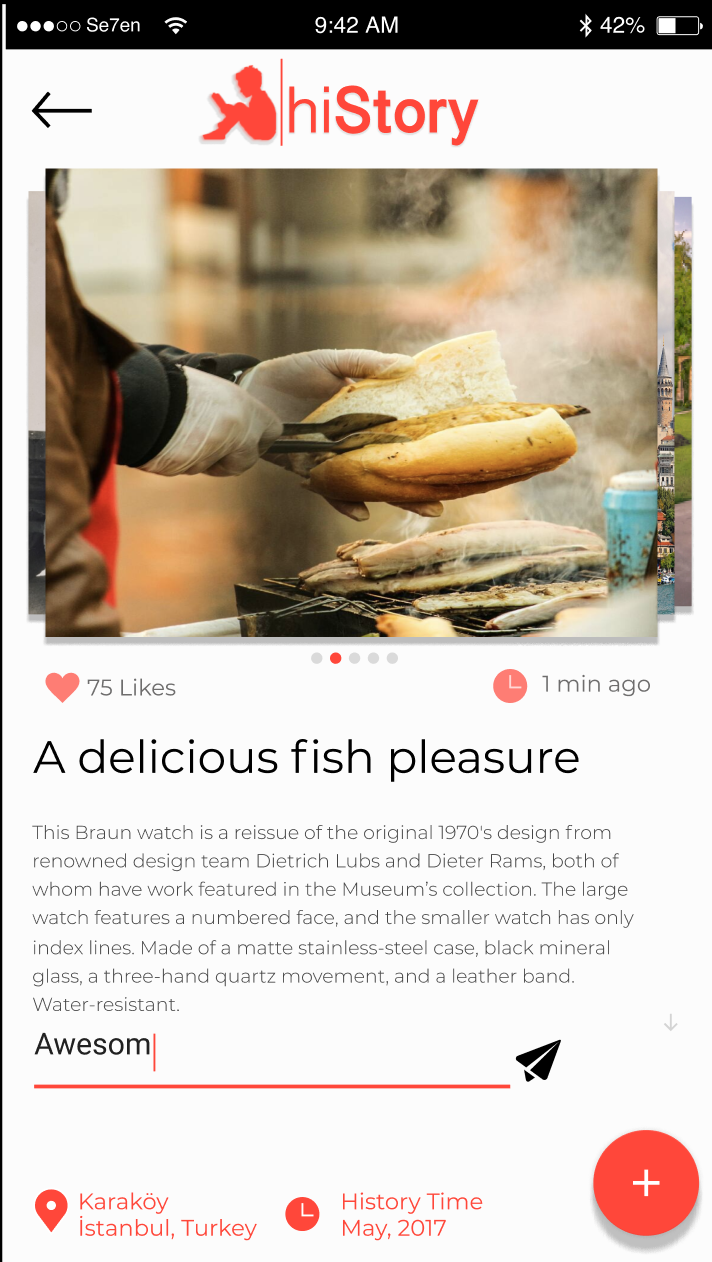 Se7en 9:42 AM 42%
hiStory
75 Likes 1 min ago
A delicious fish pleasure
This Braun watch is a reissue of the original 1970's design from
renowned design team Dietrich Lubs and Dieter Rams, both of
whom have work featured in the Museum’s collection. The large
watch features a numbered face, and the smaller watch has only
index lines. Made of a matte stainless-steel case, black mineral
glass, a three-hand quartz movement, and a leather band.
Water-resistant.
Awesom
Karaköy
İstanbul, Turkey
History Time
May, 2017